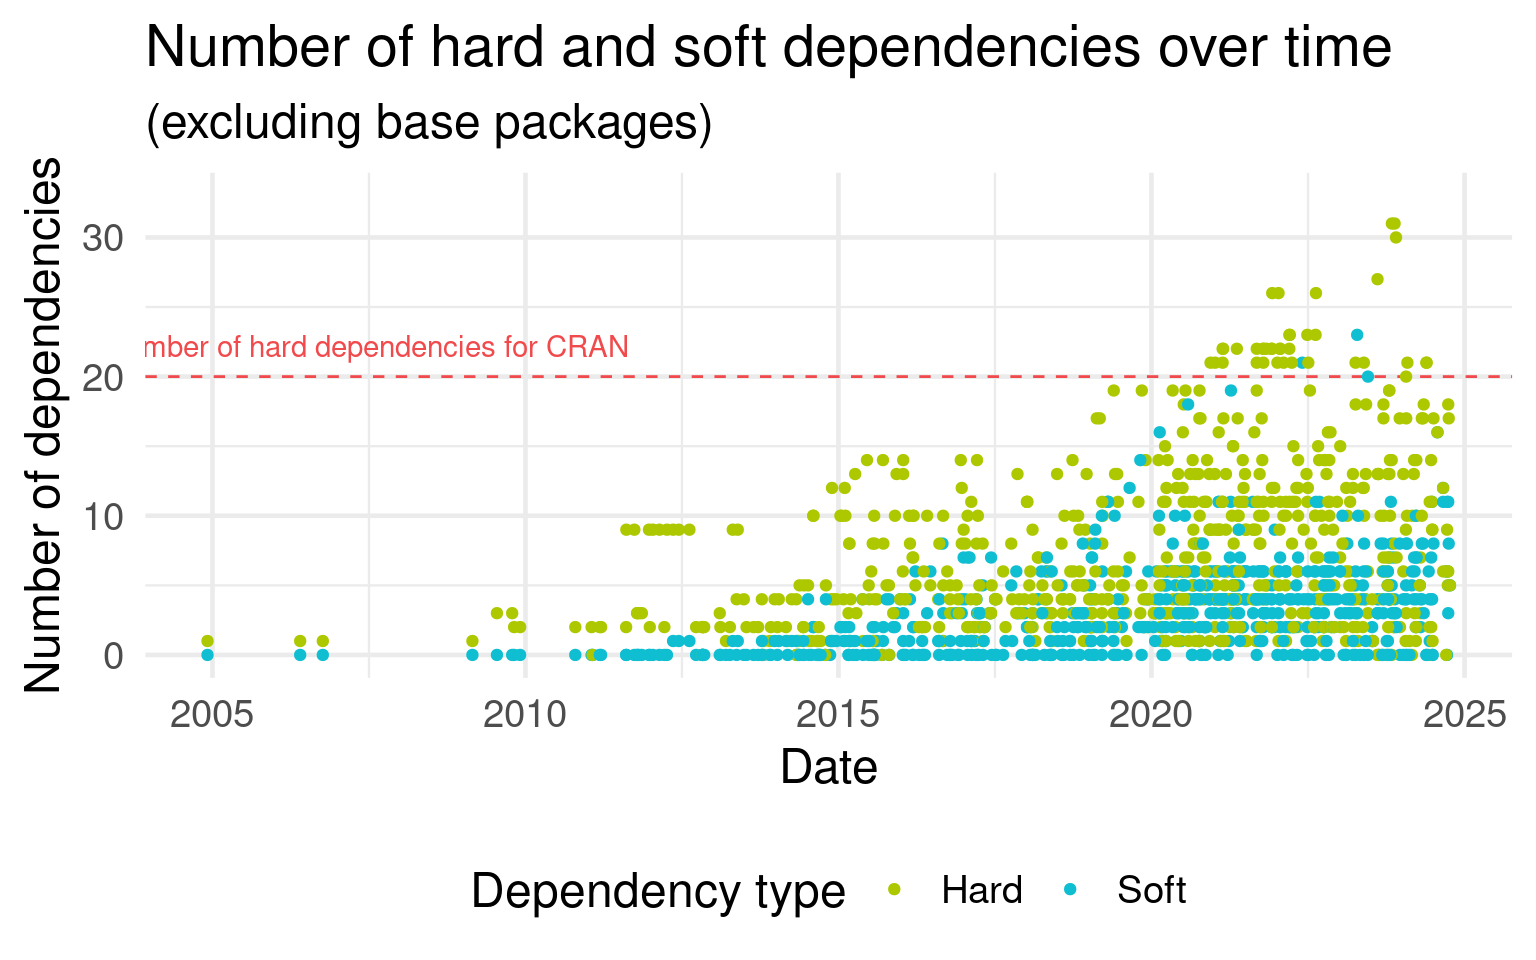 Number of hard and soft dependencies over time
(excluding base packages)
Number of dependencies
30
20
10
0
of hard dependencies for CRAN
2005 2010 2015 2020 2025
Date
Dependency type Hard Soft